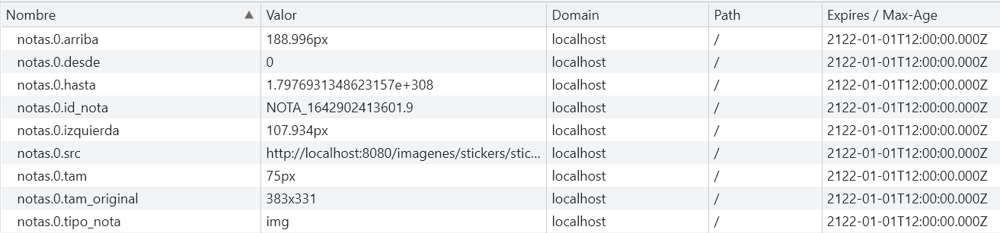 Nombre Valor Domain Path Expires / Max-Age
notas.0.arriba 188.996px localhost / 2122-01-01T12:00:00.000Z
notas.0.desde 0 localhost / 2122-01-01T12:00:00.000Z
notas.0.hasta 1.7976931348623157e+308 localhost / 2122-01-01T12:00:00.000Z
notas.0.id_nota NOTA_16429024136​01.9 localhost / 2122-01-01T12:00:00.000Z
notas.0.izquierda 107.934px localhost / 2122-01-01T12:00:00.000Z
notas.0.src http://localhost:8080/imagenes/stickers/stic... localhost / 2122-01-01T12:00:00.000Z
notas.0.tam 75px localhost / 2122-01-01T12:00:00.000Z
notas.0.tam_original 383x331 localhost / 2122-01-01T12:00:00.000Z
notas.0.tipo_nota img localhost / 2122-01-01T12:00:00.000Z